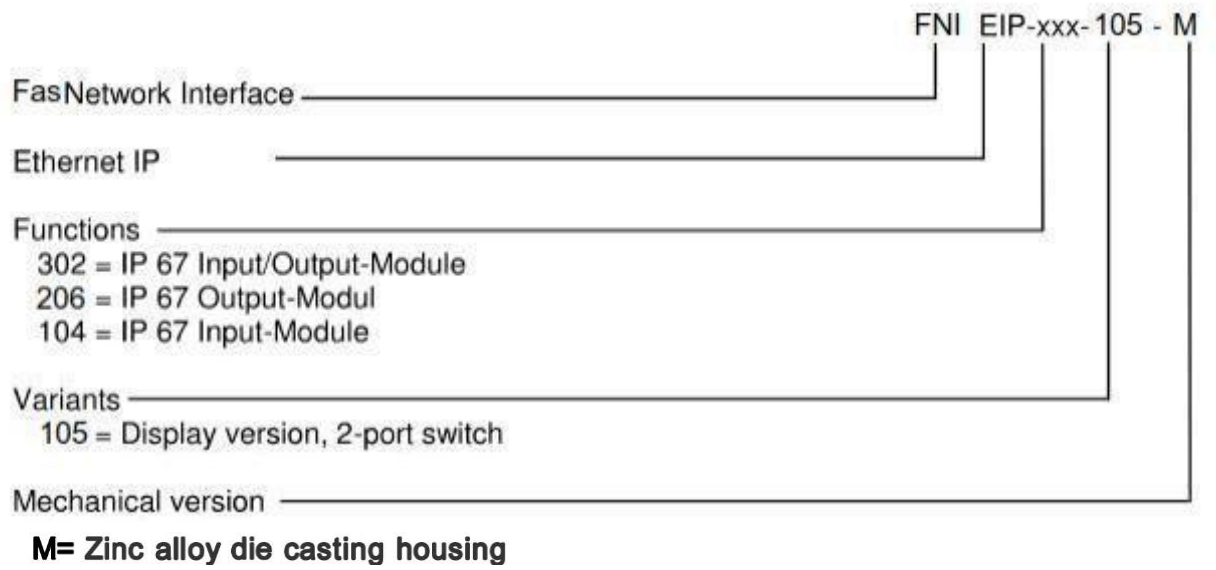 FNI EIP-xxx-105 - M
FasNetwork Interface
Ethernet IP
Functions
302 = IP 67 Input/Output-Module
206 = IP 67 Output-Modul
104 = IP 67 Input-Module
Variants
105 = Display version, 2-port switch
Mechanical version
M= Zinc alloy die casting housing